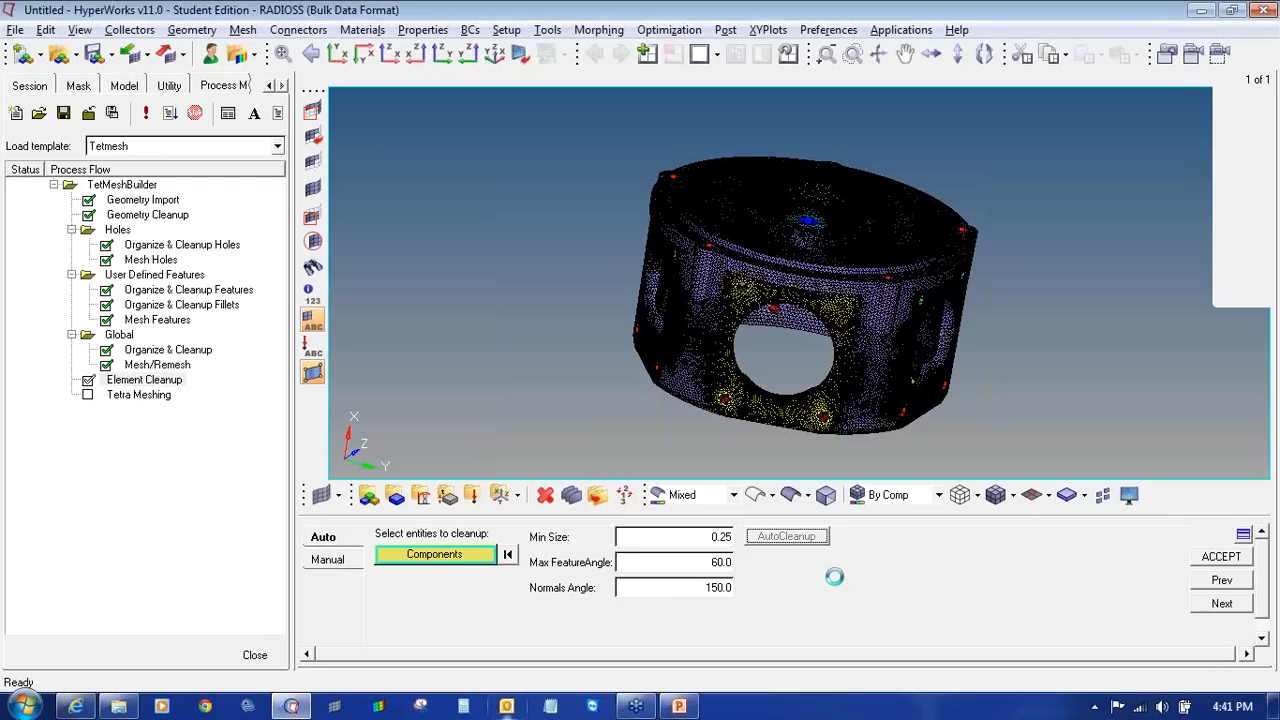 Untitled - HyperWorks v11.0 - Student Edition - RADIOSS (Bulk Data Format)
File Edit View Collectors Geometry Mesh Connectors Materials Properties BCs Setup Tools Morphing Optimization Post XYPlots Preferences Applications Help
Session Mask Model Utility Process M
1 of 1
Load template: Tetmesh
Status Process Flow
TetMeshBuilder
Geometry Import
Geometry Cleanup
Holes
Organize & Cleanup Holes
Mesh Holes
User Defined Features
Organize & Cleanup Features
Organize & Cleanup Fillets
Mesh Features
Global
Organize & Cleanup
Mesh/Remesh
Element Cleanup
Tetra Meshing
Close
123
ABC
ABC
X
Z
Y
Mixed
By Comp
Auto
Manual
Select entities to cleanup:
Components
Min Size: 0.25
Max FeatureAngle: 60.0
Normals Angle: 150.0
AutoCleanup
ACCEPT
Prev
Next
Ready
4:41 PM